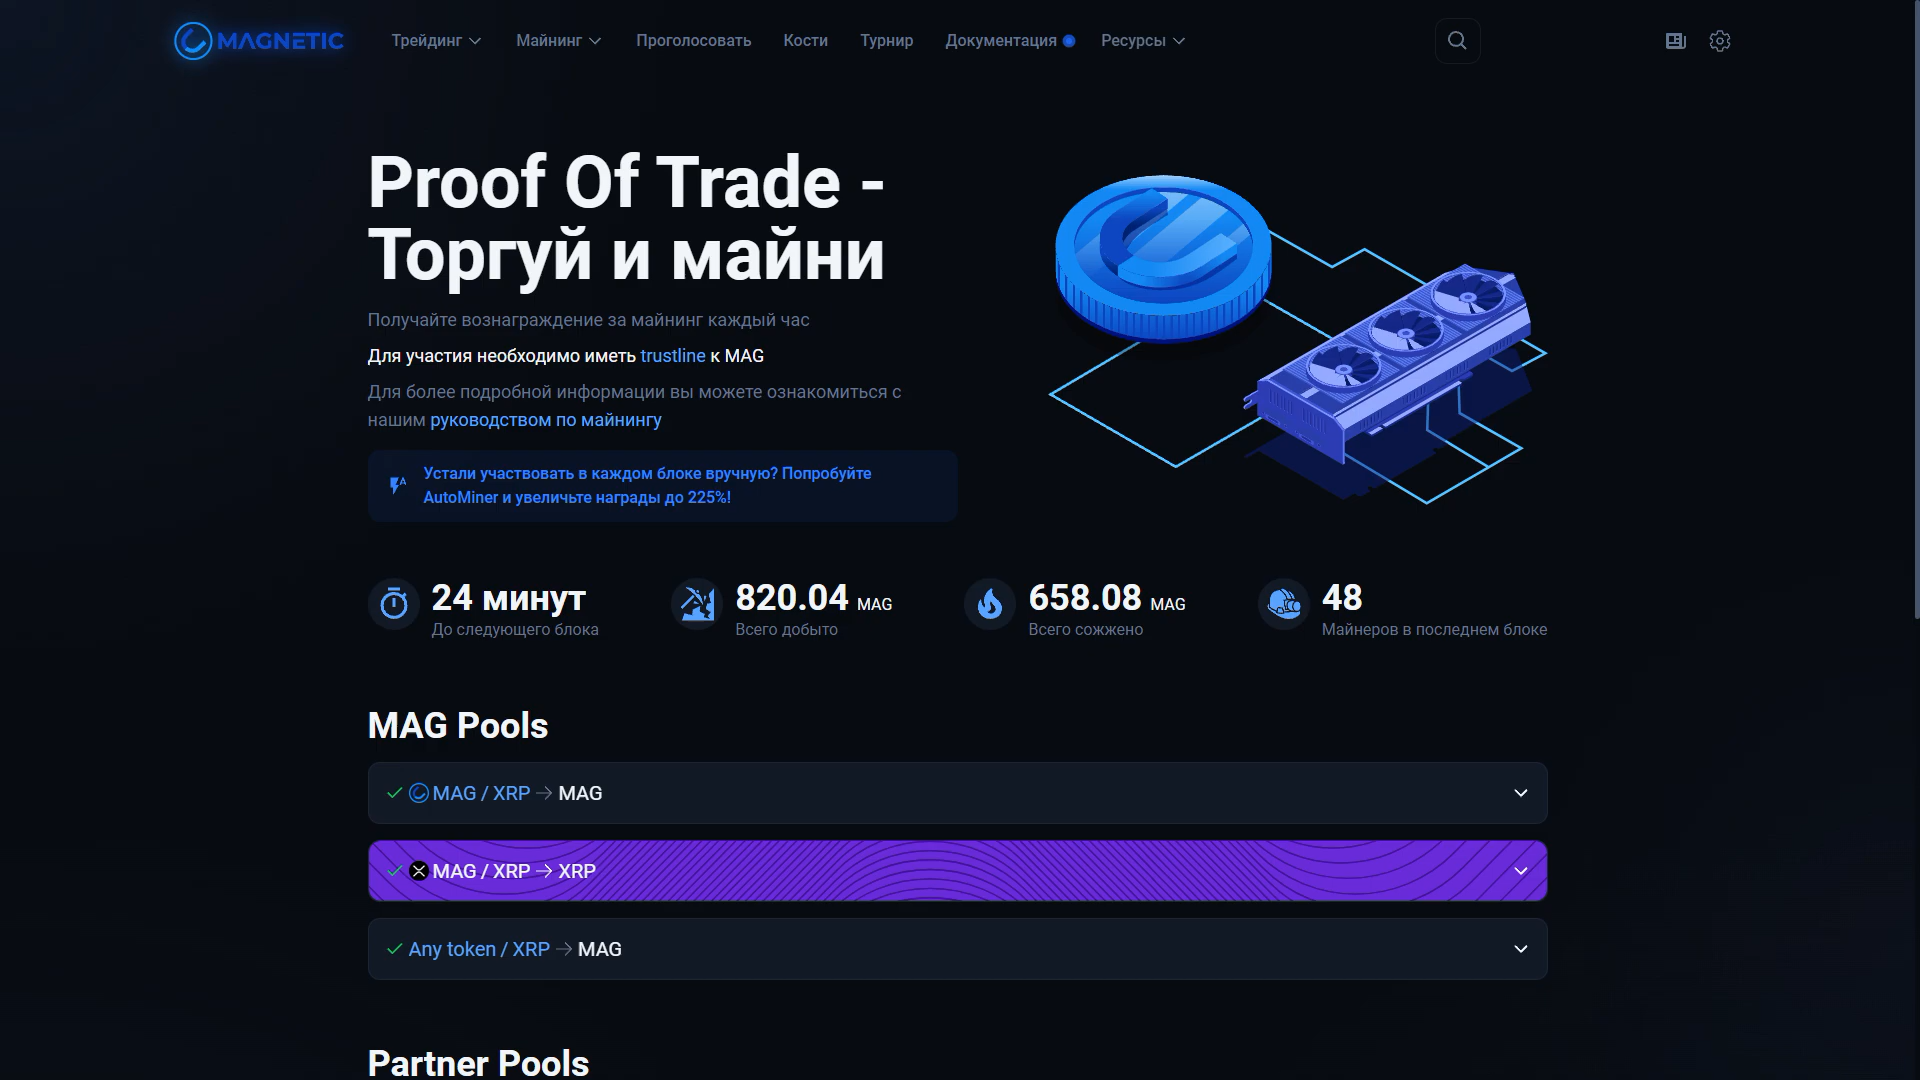 MAGNETIC
Трейдинг
Майнинг
Проголосовать
Кости
Турнир
Документация
Ресурсы
Proof Of Trade -
Торгуй и майни
Получайте вознаграждение за майнинг каждый час
Для участия необходимо иметь trustline к MAG
Для более подробной информации вы можете ознакомиться с
нашим руководством по майнингу
Устали участвовать в каждом блоке вручную? Попробуйте
AutoMiner и увеличьте награды до 225%!
24 минут
До следующего блока
820.04 MAG
Всего добыто
658.08 MAG
Всего сожжено
48
Майнеров в последнем блоке
MAG Pools
MAG / XRP → MAG
MAG / XRP → XRP
Any token / XRP → MAG
Partner Pools